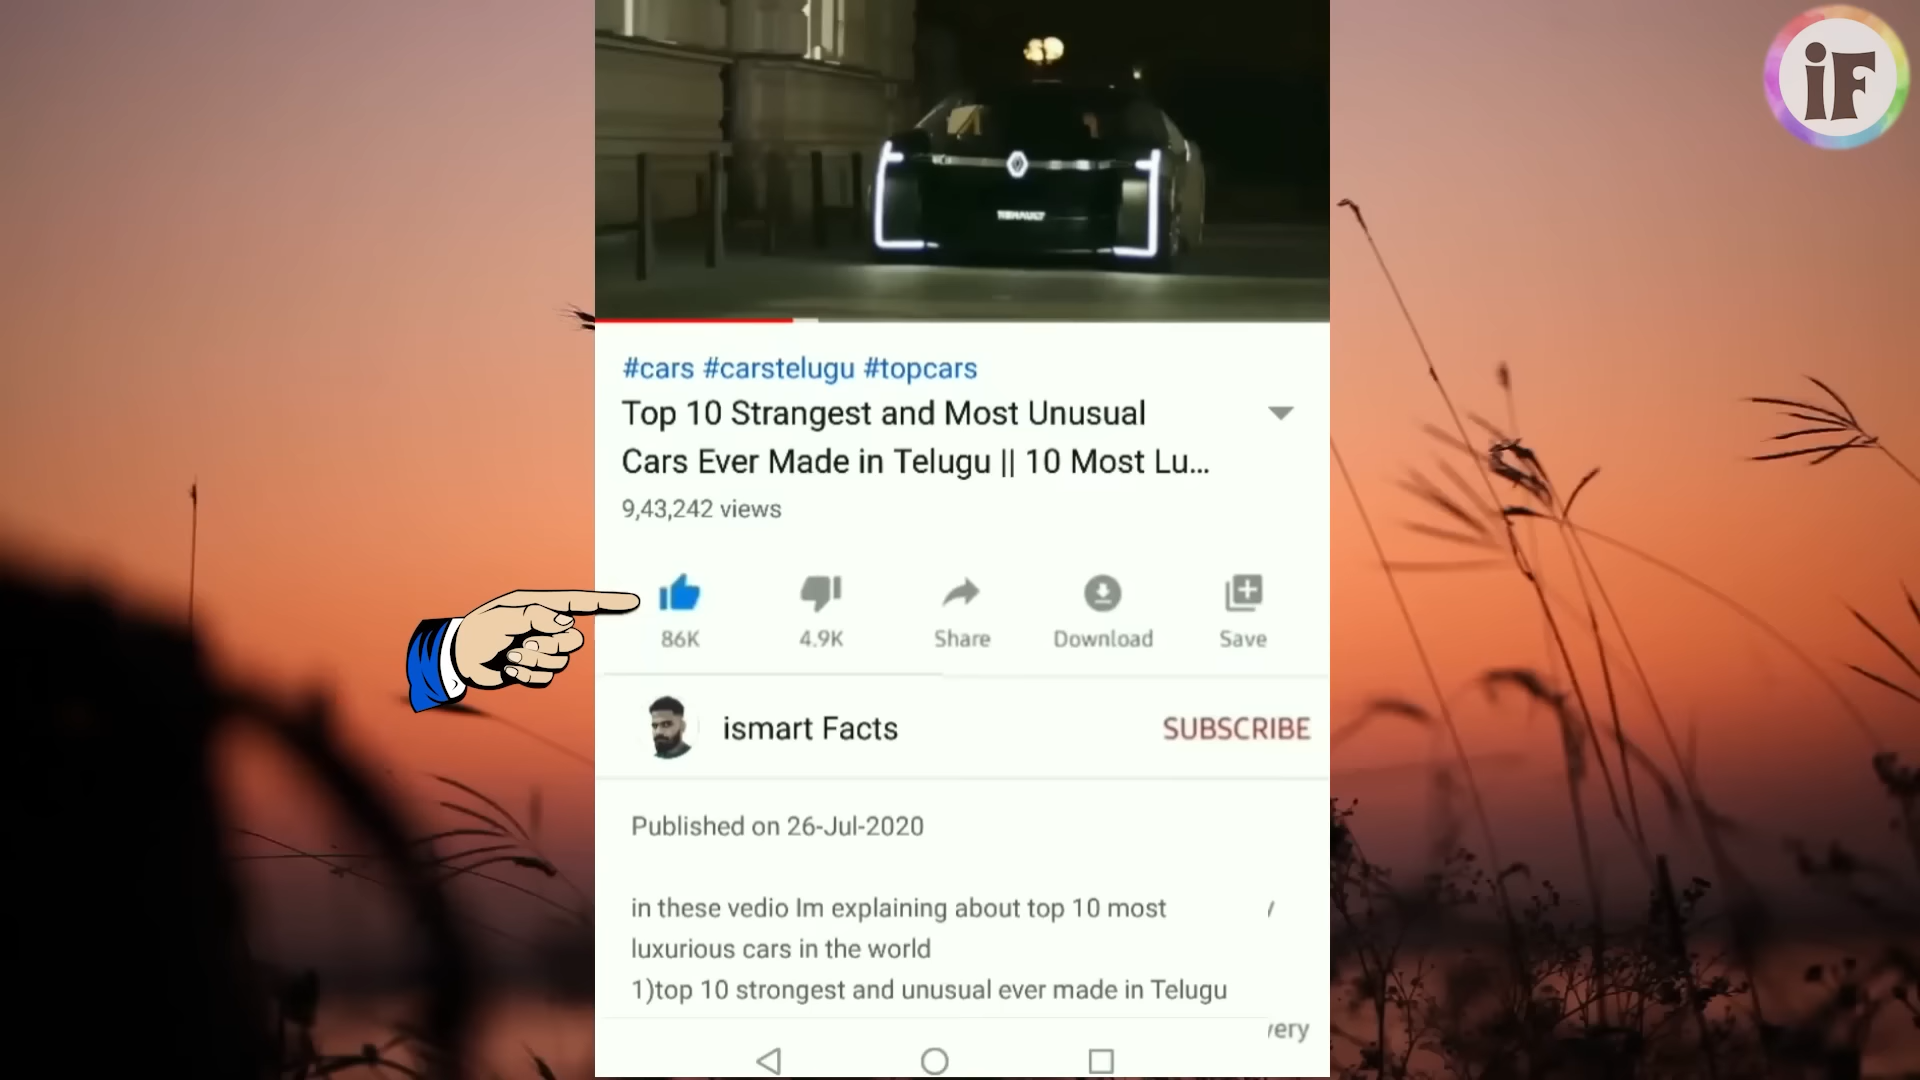 iF
RENAULT
#cars #carstelugu #topcars
Top 10 Strangest and Most Unusual
Cars Ever Made in Telugu || 10 Most Lu...
9,43,242 views
86K
4.9K
Share
Download
Save
ismart Facts
SUBSCRIBE
Published on 26-Jul-2020
in these vedio Im explaining about top 10 most
luxurious cars in the world
1)top 10 strongest and unusual ever made in Telugu